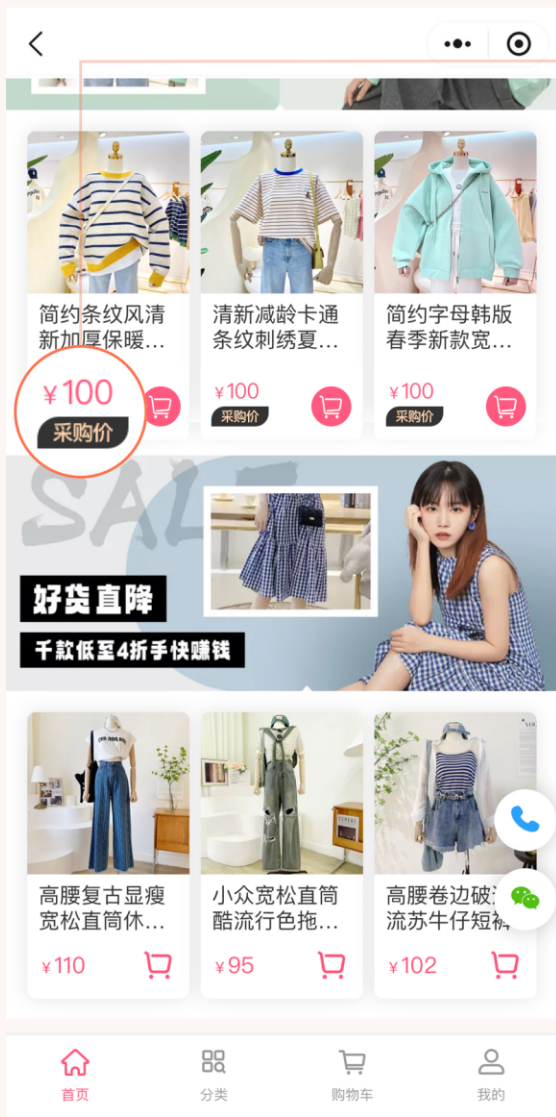 简约条纹风清
新加厚保暖...
¥100
采购价
清新减龄卡通
条纹刺绣夏...
¥100
采购价
简约字母韩版
春季新款宽...
¥100
采购价
SALE
好货直降
千款低至4折手快赚钱
高腰复古显瘦
宽松直筒休...
¥110
小众宽松直筒
酷流行色拖...
¥95
高腰卷边破
流苏牛仔短裤
¥102
首页
分类
购物车
我的